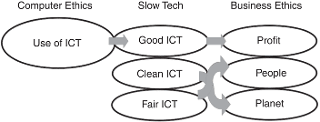 Computer Ethics Slow Tech Business Ethics
Use of ICT Good ICT Profit
Clean ICT People
Fair ICT Planet